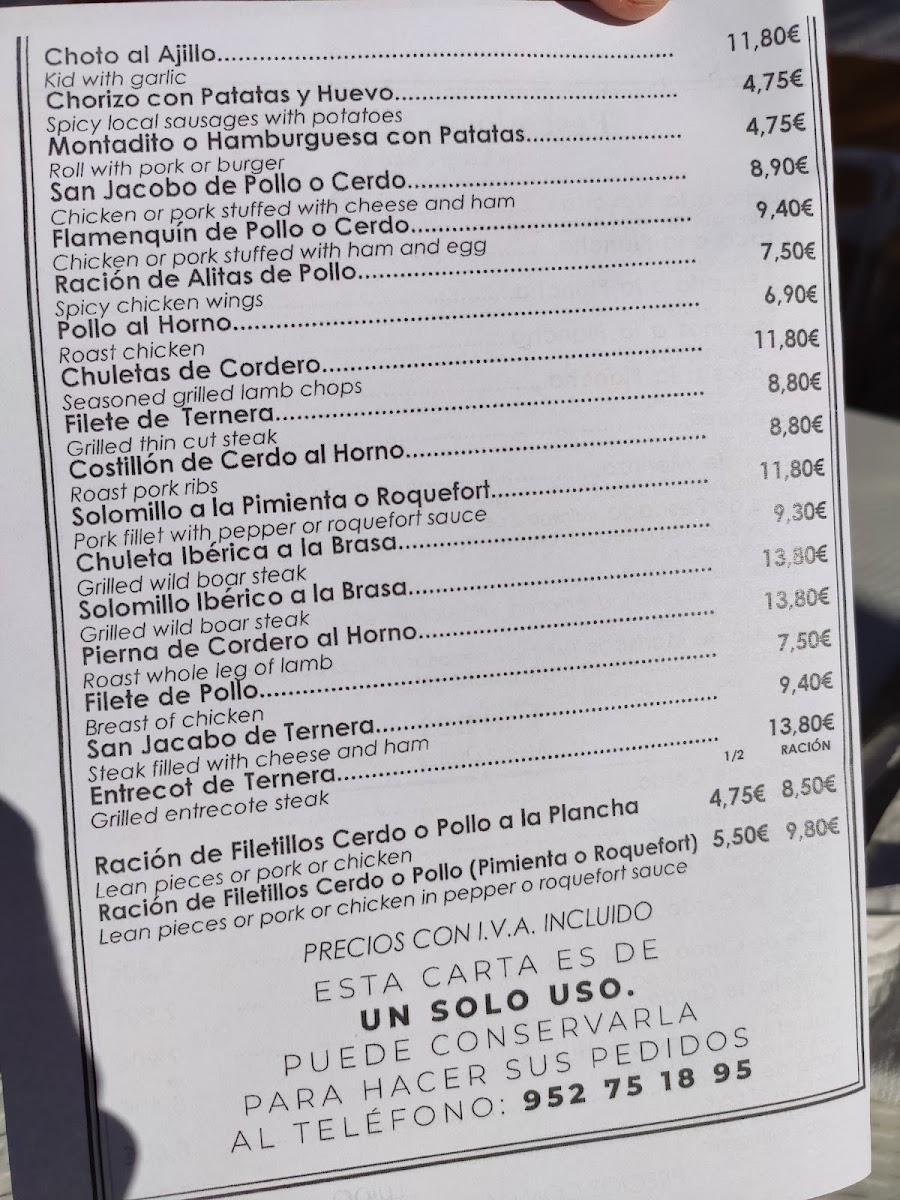 Choto al Ajillo 11,80€
Kid with garlic
Chorizo con Patatas y Huevo 4,75€
Spicy local sausages with potatoes
Montadito o Hamburguesa con Patatas 4,75€
Roll with pork or burger
San Jacobo de Pollo o Cerdo 8,90€
Chicken or pork stuffed with cheese and ham
Flamenquín de Pollo o Cerdo 9,40€
Chicken or pork stuffed with ham and egg
Ración de Alitas de Pollo 7,50€
Spicy chicken wings
Pollo al Horno 6,90€
Roast chicken
Chuletas de Cordero 11,80€
Seasoned grilled lamb chops
Filete de Ternera 8,80€
Grilled thin cut steak
Costillón de Cerdo al Horno 8,80€
Roast pork ribs
Solomillo a la Pimienta o Roquefort 11,80€
Pork fillet with pepper or roquefort sauce
Chuleta Ibérica a la Brasa 9,30€
Grilled wild boar steak
Solomillo Ibérico a la Brasa 13,80€
Grilled wild boar steak
Pierna de Cordero al Horno 13,80€
Roast whole leg of lamb
Filete de Pollo 7,50€
Breast of chicken
San Jacabo de Ternera 9,40€
Steak filled with cheese and ham
Entrecot de Ternera 13,80€
Grilled entrecote steak
1/2 RACIÓN
Ración de Filetillos Cerdo o Pollo a la Plancha 4,75€ 8,50€
Lean pieces or pork or chicken
Ración de Filetillos Cerdo o Pollo (Pimienta o Roquefort) 5,50€ 9,80€
Lean pieces or pork or chicken in pepper o roquefort sauce
PRECIOS CON I.V.A. INCLUIDO
ESTA CARTA ES DE
UN SOLO USO.
PUEDE CONSERVARLA
PARA HACER SUS PEDIDOS
AL TELÉFONO: 952 75 18 95